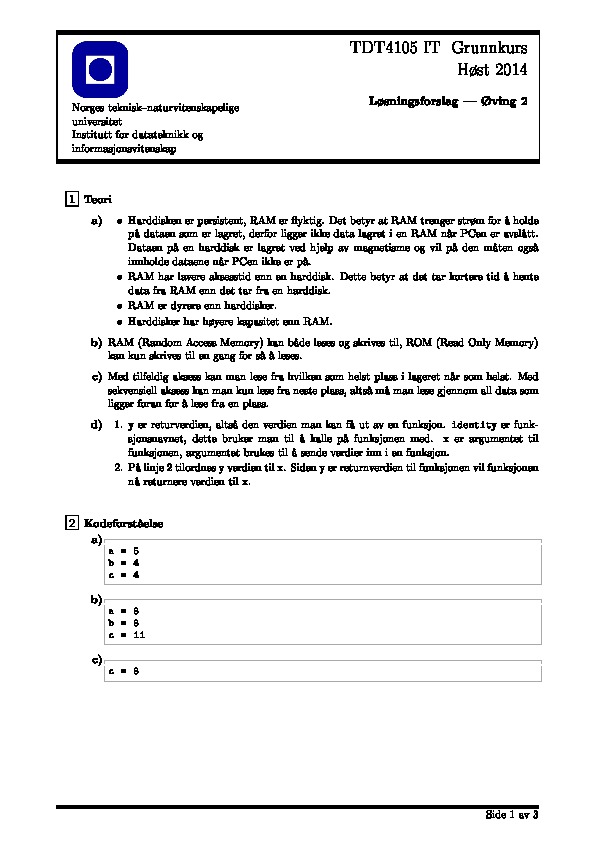 TDT4105 IT Grunnkurs
Høst 2014
Løsningsforslag — Øving 2
Norges teknisk–naturvitenskapelige
universitet
Institutt for datateknikk og
informasjonsvitenskap
1 Teori
a) • Harddisken er persistent, RAM er flyktig. Det betyr at RAM trenger strøm for å holde
på dataen som er lagret, derfor ligger ikke data lagret i en RAM når PCen er avslått.
Dataen på en harddisk er lagret ved hjelp av magnetisme og vil på den måten også
inneholde dataene når PCen ikke er på.
• RAM har lavere aksesstid enn en harddisk. Dette betyr at det tar kortere tid å hente
data fra RAM enn det tar fra en harddisk.
• RAM er dyrere enn harddisker.
• Harddisker har høyere kapasitet enn RAM.
b) RAM (Random Access Memory) kan både leses og skrives til, ROM (Read Only Memory)
kan kun skrives til en gang for så å leses.
c) Med tilfeldig aksess kan man lese fra hvilken som helst plass i lageret når som helst. Med
sekvensiell aksess kan man kun lese fra neste plass, altså må man lese gjennom all data som
ligger foran for å lese fra en plass.
d) 1. y er returverdien, altså den verdien man kan få ut av en funksjon. identity er funk-
sjonsnavnet, dette bruker man til å kalle på funksjonen med. x er argumentet til
funksjonen, argumentet brukes til å sende verdier inn i en funksjon.
2. På linje 2 tilordnes y verdien til x. Siden y er returnverdien til funksjonen vil funksjonen
nå returnere verdien til x.
2 Kodeforståelse
a)
a = 5
b = 4
c = 4
b)
a = 8
b = 8
c = 11
c)
c = 8
Side 1 av 3